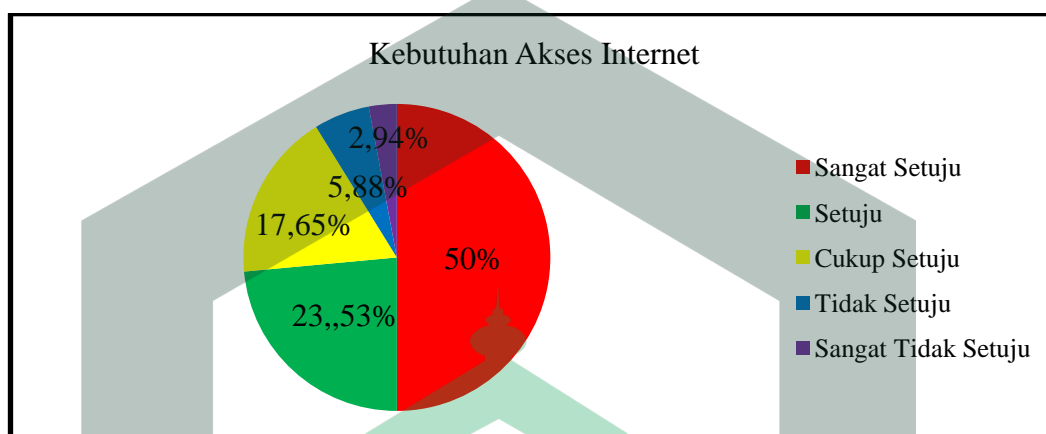 Kebutuhan Akses Internet
2,94%
5,88%
17,65%
50%
23,,53%
Sangat Setuju
Setuju
Cukup Setuju
Tidak Setuju
Sangat Tidak Setuju